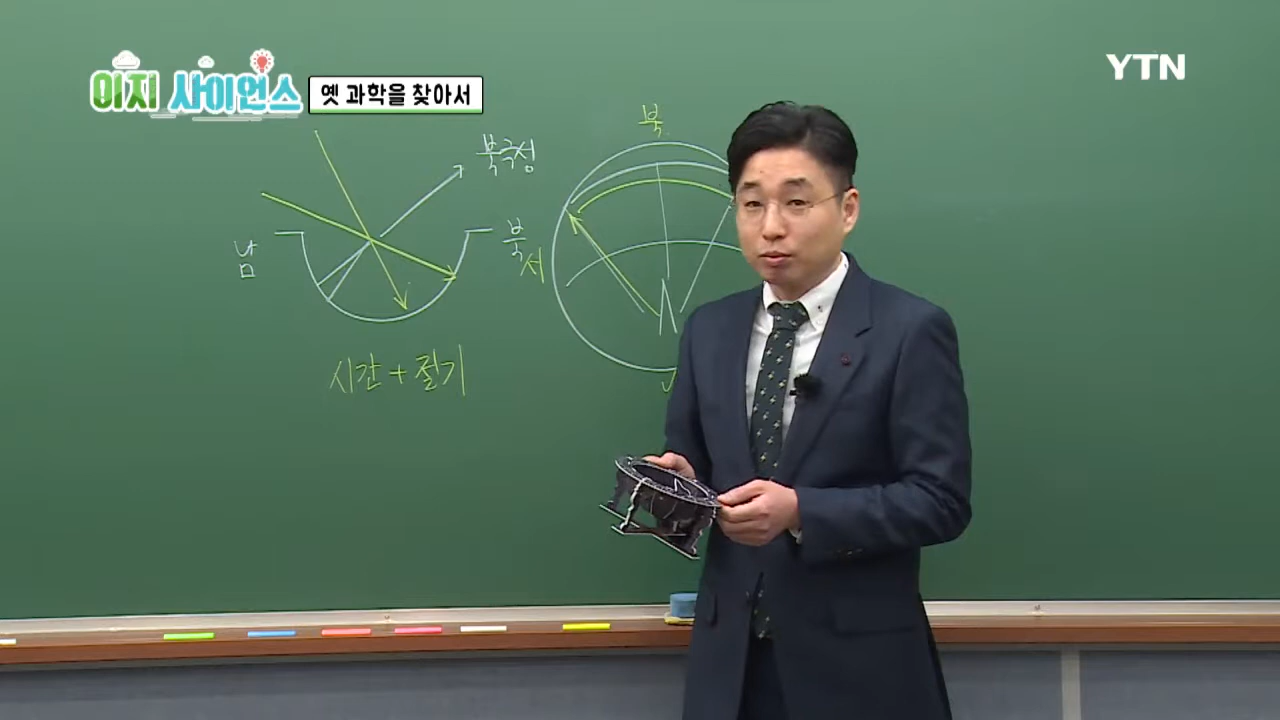 이지 사이언스
옛 과학을 찾아서
YTN
북
북극성
남
북
서
시간 + 절기